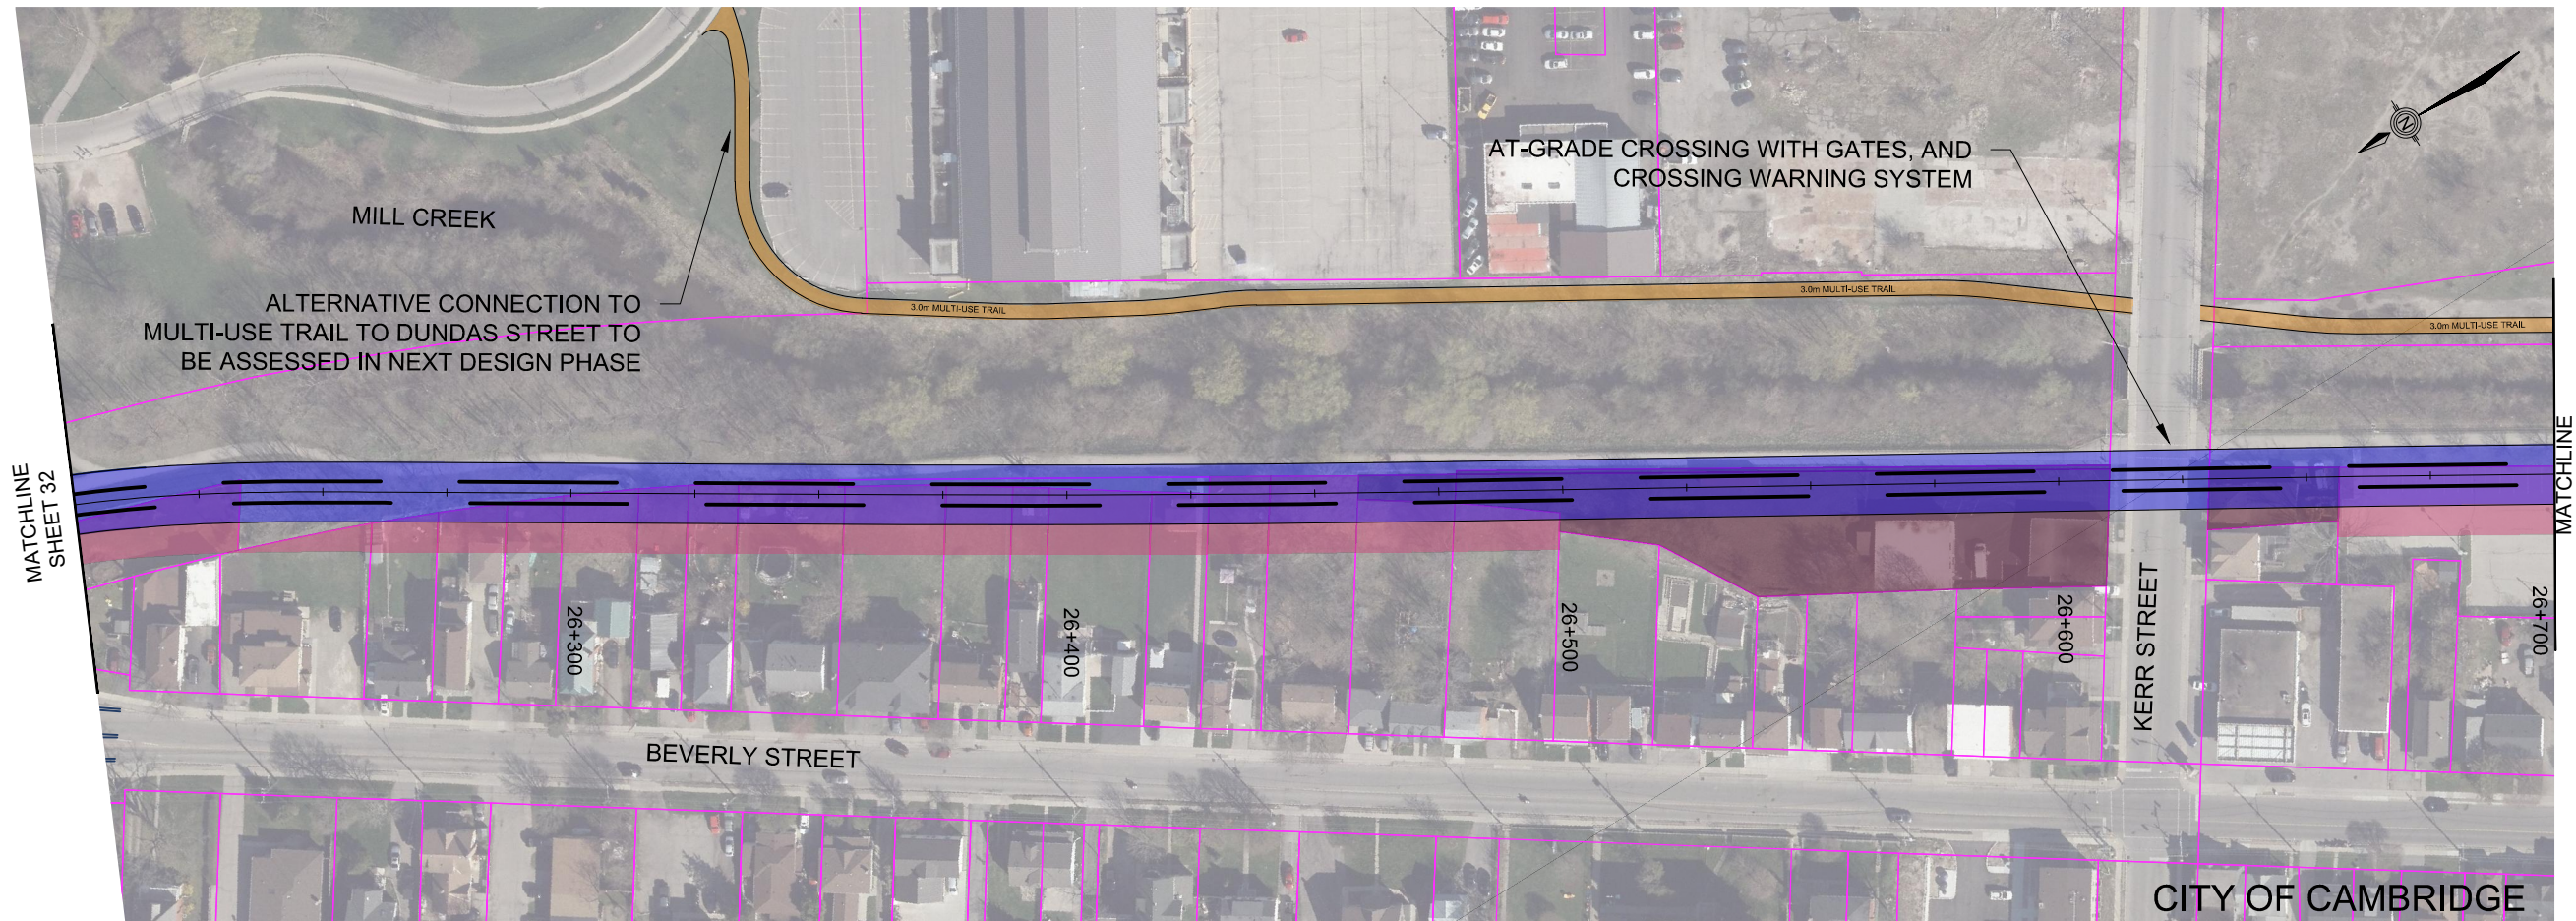 AT-GRADE CROSSING WITH GATES, AND
CROSSING WARNING SYSTEM
N
MILL CREEK
ALTERNATIVE CONNECTION TO
MULTI-USE TRAIL TO DUNDAS STREET TO
BE ASSESSED IN NEXT DESIGN PHASE
3.0m MULTI-USE TRAIL
3.0m MULTI-USE TRAIL
3.0m MULTI-USE TRAIL
MATCHLINE
SHEET 32
MATCHLINE
26+300
26+400
26+500
26+600
26+700
KERR STREET
BEVERLY STREET
CITY OF CAMBRIDGE